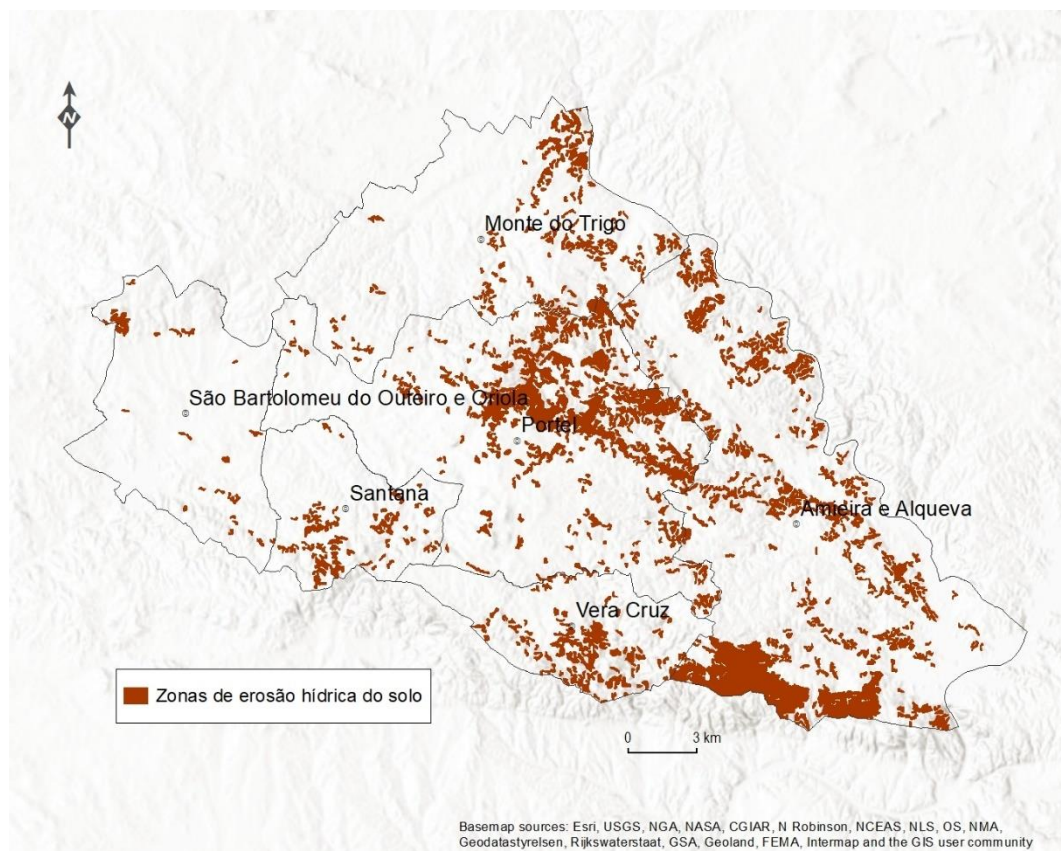 N
Monte do Trigo
São Bartolomeu do Outeiro e Oriola
Portel
Santana
Amieira e Alqueva
Vera Cruz
Zonas de erosão hídrica do solo
0 3 km
Basemap sources: Esri, USGS, NGA, NASA, CGIAR, N Robinson, NCEAS, NLS, OS, NMA,
Geodatastyrelsen, Rijkswaterstaat, GSA, Geoland, FEMA, Intermap and the GIS user community